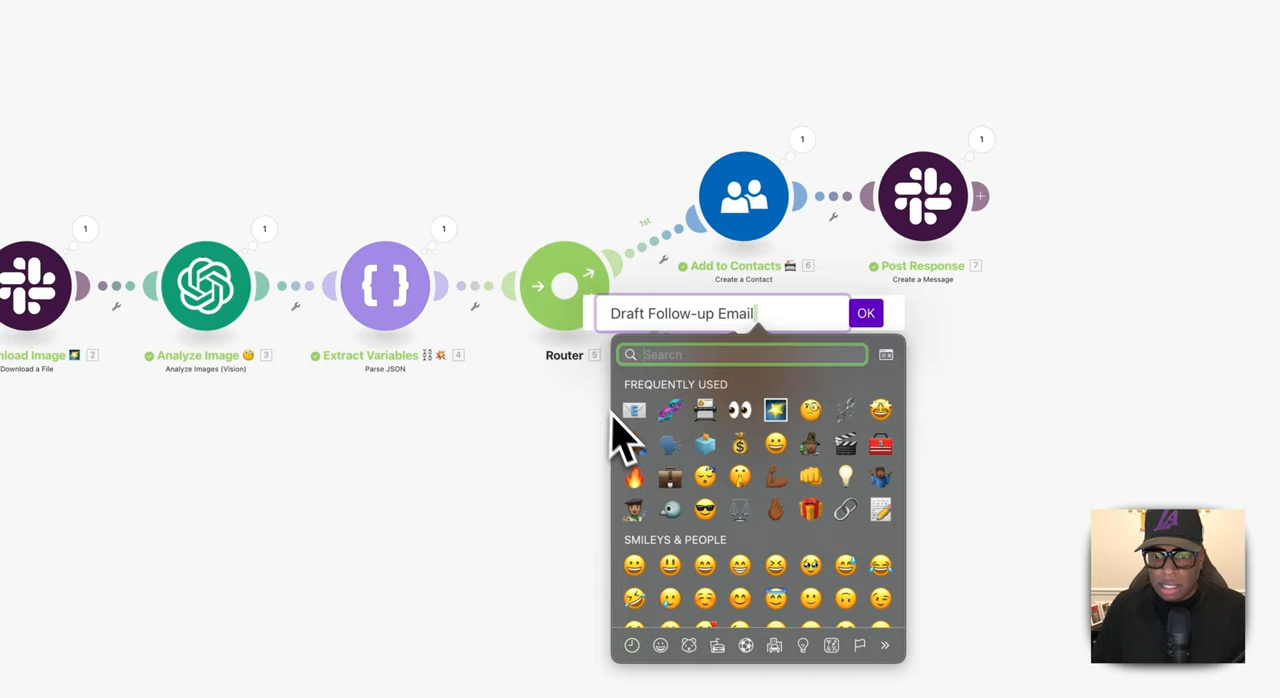 1
1
1st
Add to Contacts 6
Create a Contact
Post Response 7
Create a Message
+
1
1
1
nload Image 2
Download a File
Analyze Image 3
Analyze Images (Vision)
Extract Variables 4
Parse JSON
Router 5
Draft Follow-up Email
OK
Search
FREQUENTLY USED
SMILEYS & PEOPLE
LA